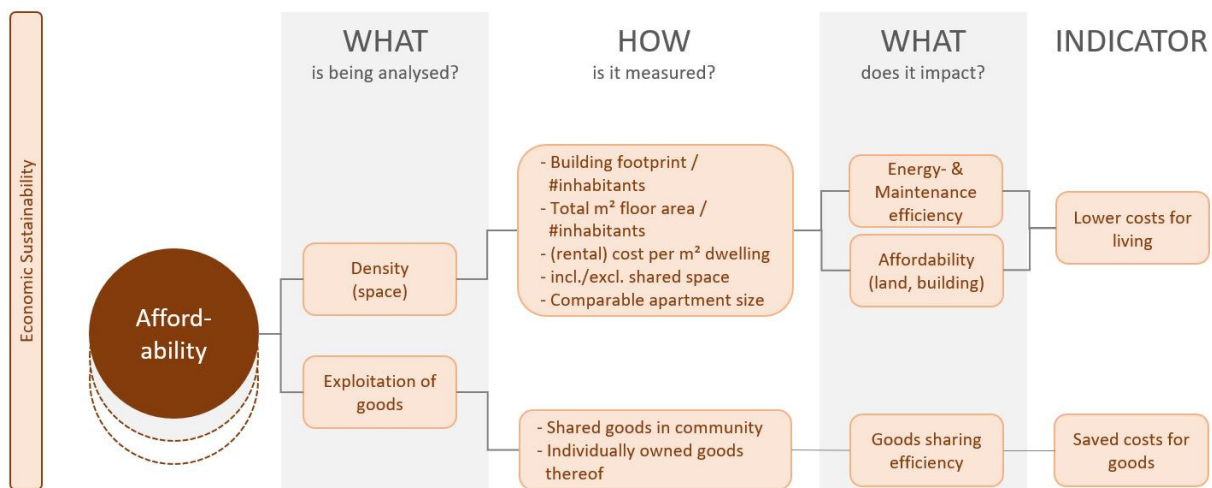 WHAT
is being analysed?
HOW
is it measured?
WHAT
does it impact?
INDICATOR
Economic Sustainability
Afford-
ability
Density
(space)
Exploitation of
goods
- Building footprint /
#inhabitants
- Total m² floor area /
#inhabitants
- (rental) cost per m² dwelling
- incl./excl. shared space
- Comparable apartment size
- Shared goods in community
- Individually owned goods
thereof
Energy- &
Maintenance
efficiency
Affordability
(land, building)
Goods sharing
efficiency
Lower costs for
living
Saved costs for
goods